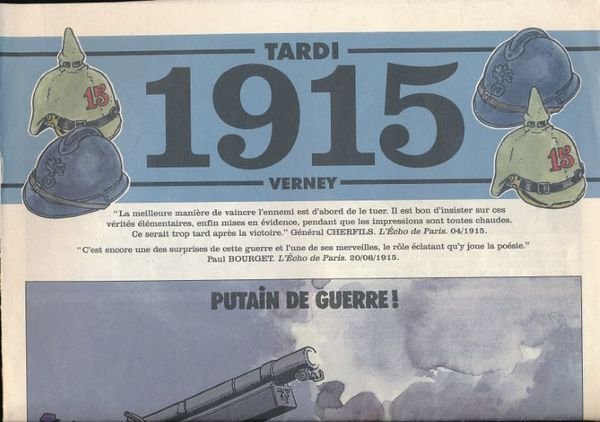 TARDI
1915
VERNEY
15
15
"La meilleure manière de vaincre l'ennemi est d'abord de le tuer. Il est bon d'insister sur ces
vérités élémentaires, enfin mises en évidence, pendant que les impressions sont toutes chaudes.
Ce serait trop tard après la victoire." Général CHERFILS. L'Écho de Paris. 04/1915.
"C'est encore une des surprises de cette guerre et l'une de ses merveilles, le rôle éclatant qu'y joue la poésie."
Paul BOURGET. L'Écho de Paris. 20/06/1915.
PUTAIN DE GUERRE!